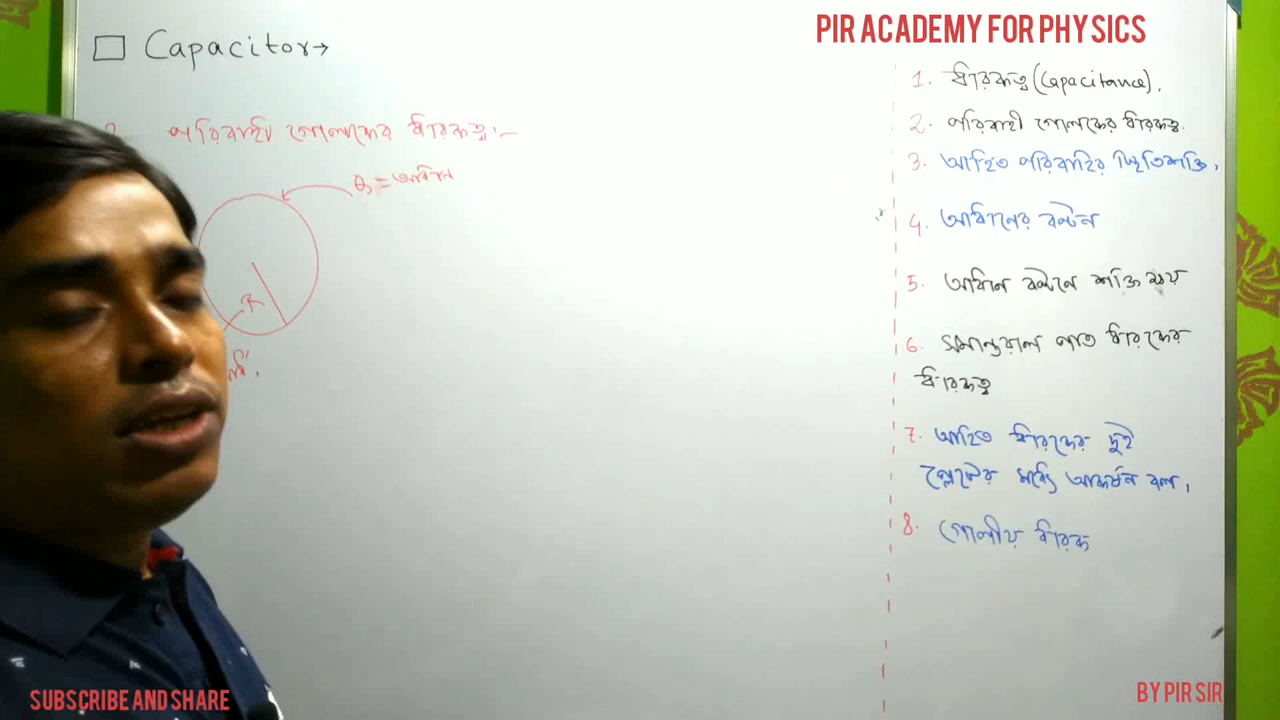 PIR ACADEMY FOR PHYSICS
□ Capacitor→
পরিবাহী গোলকের ধারকত্ব :-
Q = আধান
R
1. ধারকত্ব (Capacitance).
2. পরিবাহী গোলকের ধারকত্ব.
3. আহিত পরিবাহির স্থিতিশক্তি,
4. আধানের বন্টন
5. আধান বন্টনে শক্তি ক্ষয়
6. সমান্তরাল পাত ধারকের
ধারকত্ব
7. আহিত ধারকের দুই
প্লেটের মধ্যে আকর্ষন বল,
8. গোলীয় ধারক
SUBSCRIBE AND SHARE
BY PIR SIR